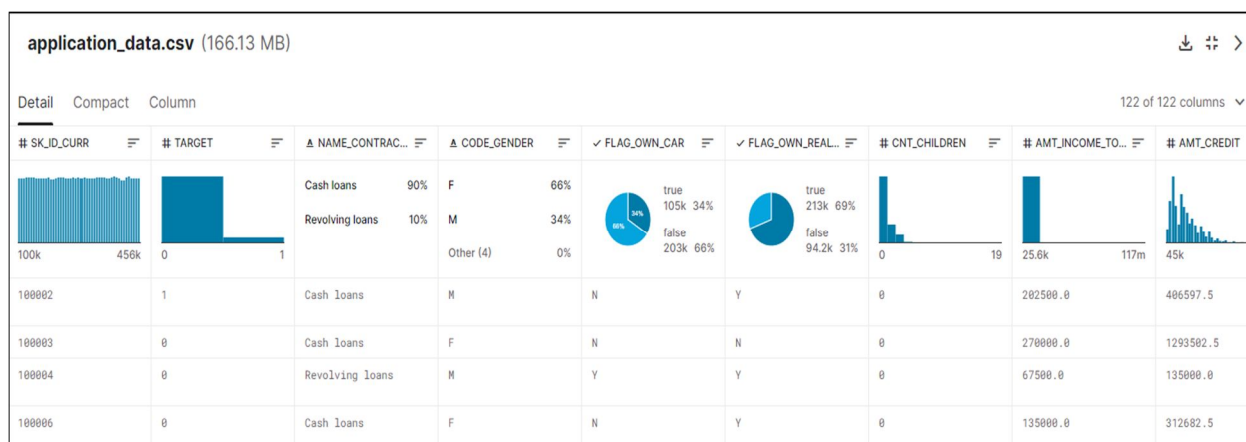 application_data.csv (166.13 MB)
Detail Compact Column 122 of 122 columns
# SK_ID_CURR # TARGET A NAME_CONTRAC... A CODE_GENDER ✓ FLAG_OWN_CAR ✓ FLAG_OWN_REAL... # CNT_CHILDREN # AMT_INCOME_TO... # AMT_CREDIT
Cash loans 90% F 66% true true
34% 105k 34% 213k 69%
Revolving loans 10% M 34% 66% false false
Other (4) 0% 203k 66% 94.2k 31%
100k 456k 0 1 0 19 25.6k 117m 45k
100002 1 Cash loans M N Y 0 202500.0 406597.5
100003 0 Cash loans F N N 0 270000.0 1293502.5
100004 0 Revolving loans M Y Y 0 67500.0 135000.0
100006 0 Cash loans F N Y 0 135000.0 312682.5